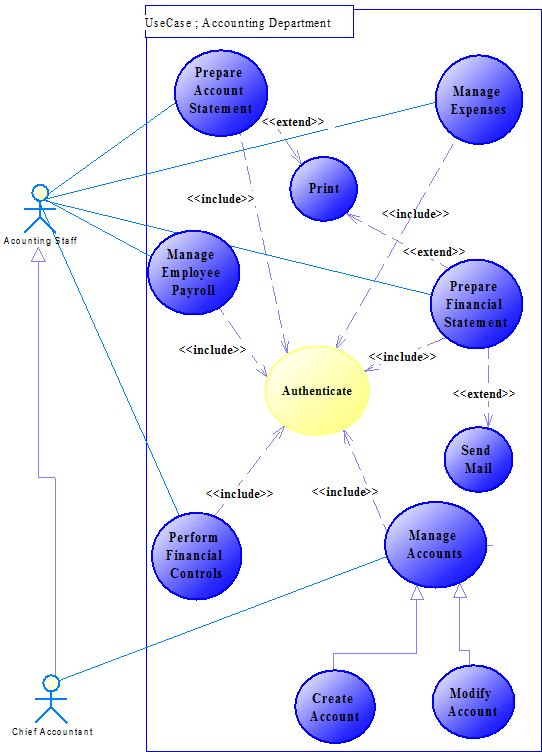 UseCase ; Accounting Department
Prepare
Account
Statement
Manage
Expenses
<<extend>>
Print
<<include>>
<<include>>
Acounting Staff
Manage
Employee
Payroll
<<extend>>
Prepare
Financial
Statement
<<include>>
<<include>>
Authenticate
<<extend>>
Send
Mail
<<include>>
<<include>>
Perform
Financial
Controls
Manage
Accounts
Create
Account
Modify
Account
Chief Accountant